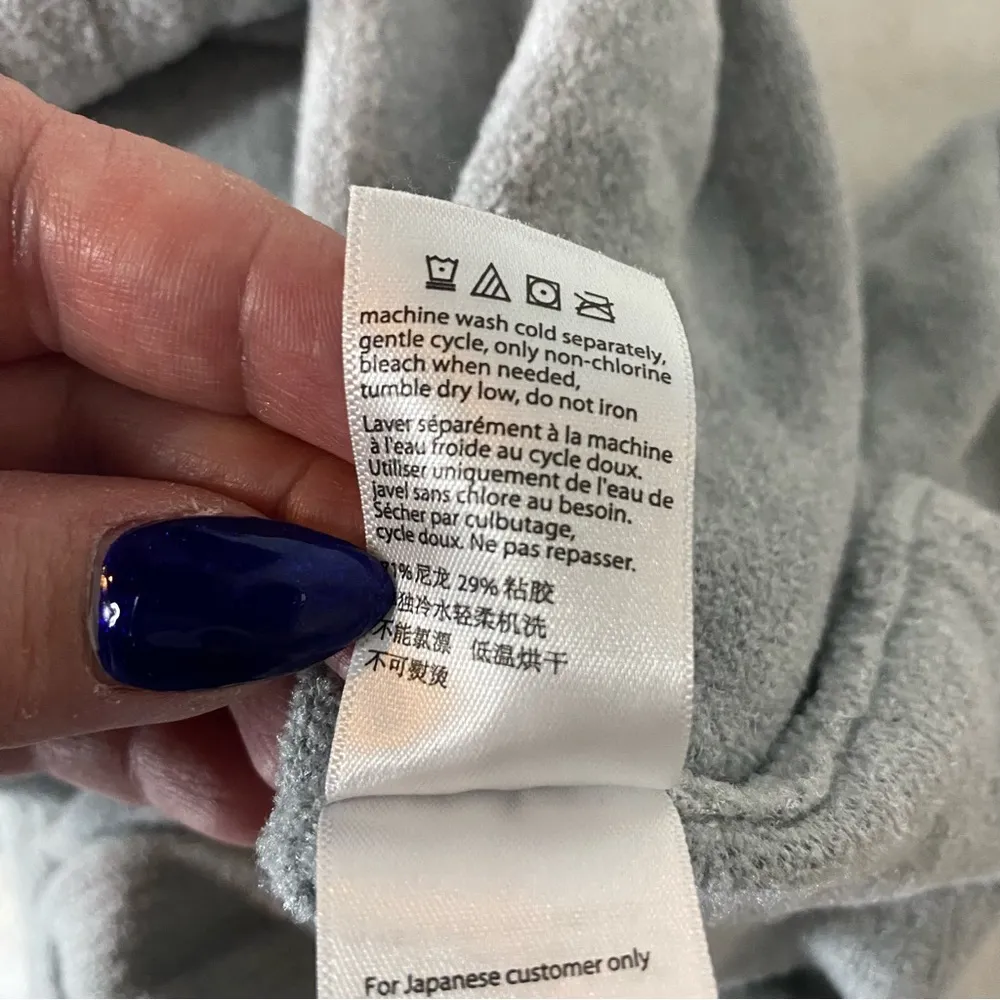 machine wash cold separately,
gentle cycle, only non-chlorine
bleach when needed,
tumble dry low, do not iron
Laver séparément à la machine
à l'eau froide au cycle doux.
Utiliser uniquement de l'eau de
javel sans chlore au besoin.
Sécher par culbutage,
cycle doux. Ne pas repasser.
71%尼龙 29%粘胶
独冷水轻柔机洗
不能氯漂 低温烘干
不可熨烫
For Japanese customer only